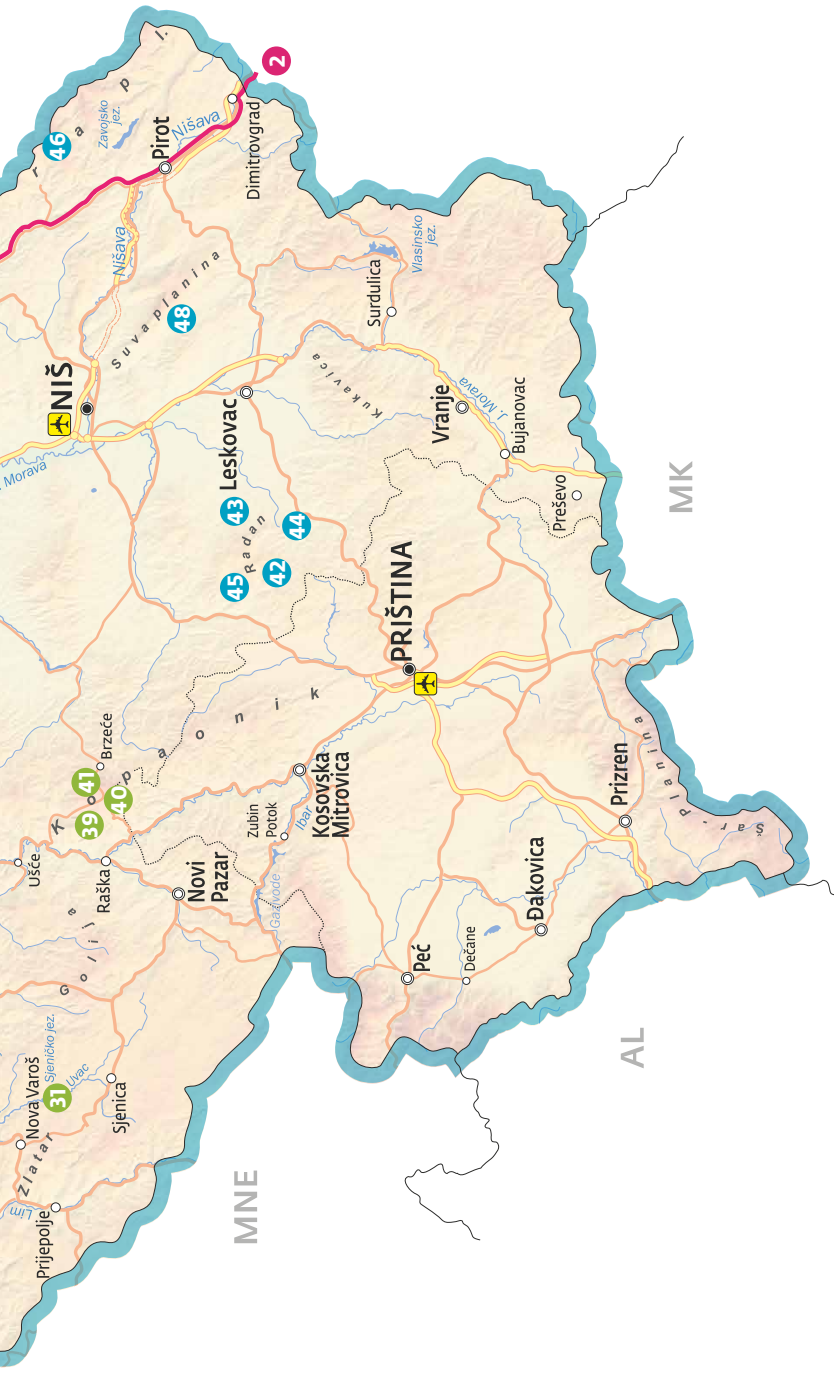 2
46
Zavojsko
jez.
Nišava
Pirot
Dimitrovgrad
r a p l.
Nišava
Suva planina
48
NIŠ
Morava
Leskovac
Kukavica
Surdulica
Vlasinsko
jez.
Vranje
J. Morava
Bujanovac
Preševo
MK
43
Radan
44
45
42
PRIŠTINA
Kopaonik
Brzeće
41
40
39
Ušće
Raška
Novi
Pazar
Zubin
Potok
Ibar
Kosovska
Mitrovica
Gazivode
Golija
Peć
Dečane
Đakovica
Prizren
Šar-Planina
AL
MNE
Nova Varoš
Sjeničko jez.
Uvac
31
Sjenica
Zlatar
Lim
Prijepolje